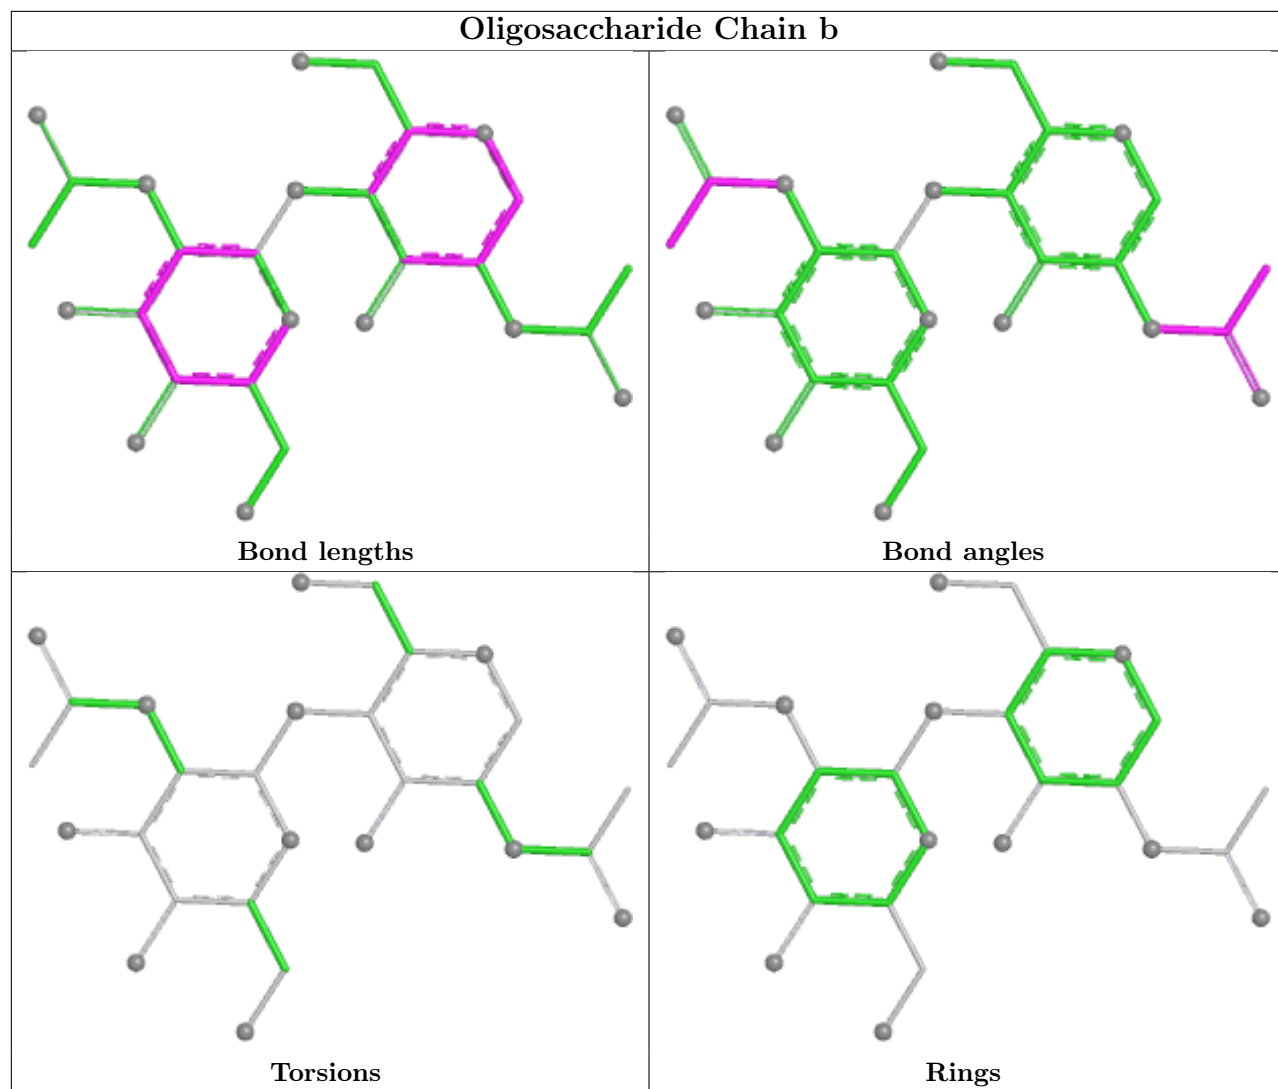 Oligosaccharide Chain b
Bond lengths
Bond angles
Torsions
Rings